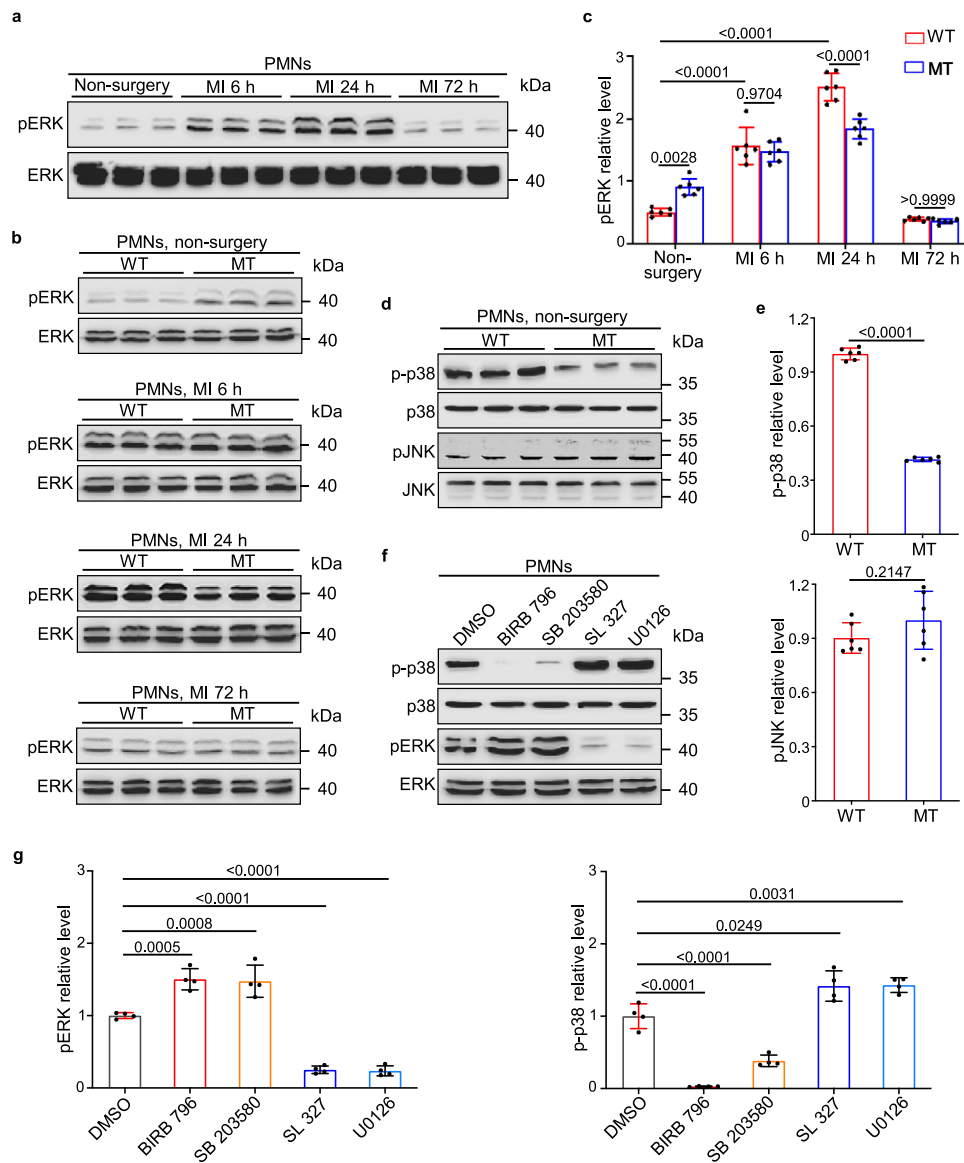 a
PMNs
Non-surgery MI 6 h MI 24 h MI 72 h kDa
pERK 40
ERK 40
b
PMNs, non-surgery
WT MT kDa
pERK 40
ERK 40
PMNs, MI 6 h
WT MT kDa
pERK 40
ERK 40
PMNs, MI 24 h
WT MT kDa
pERK 40
ERK 40
PMNs, MI 72 h
WT MT kDa
pERK 40
ERK 40
c
WT
MT
pERK relative level
3
2
1
0
<0.0001
<0.0001
<0.0001
0.9704
0.0028
>0.9999
Non-
surgery
MI 6 h MI 24 h MI 72 h
d
PMNs, non-surgery
WT MT kDa
p-p38 35
p38 35
pJNK 55
40
JNK 55
40
e
p-p38 relative level
1.2
0.9
0.6
0.3
0
<0.0001
WT MT
pJNK relative level
1.2
0.9
0.6
0.3
0
0.2147
WT MT
f
PMNs
DMSO BIRB 796 SB 203580 SL 327 U0126 kDa
p-p38 35
p38 35
pERK 40
ERK 40
g
pERK relative level
3
2
1
0
<0.0001
<0.0001
0.0008
0.0005
DMSO BIRB 796 SB 203580 SL 327 U0126
p-p38 relative level
3
2
1
0
0.0031
0.0249
<0.0001
<0.0001
DMSO BIRB 796 SB 203580 SL 327 U0126